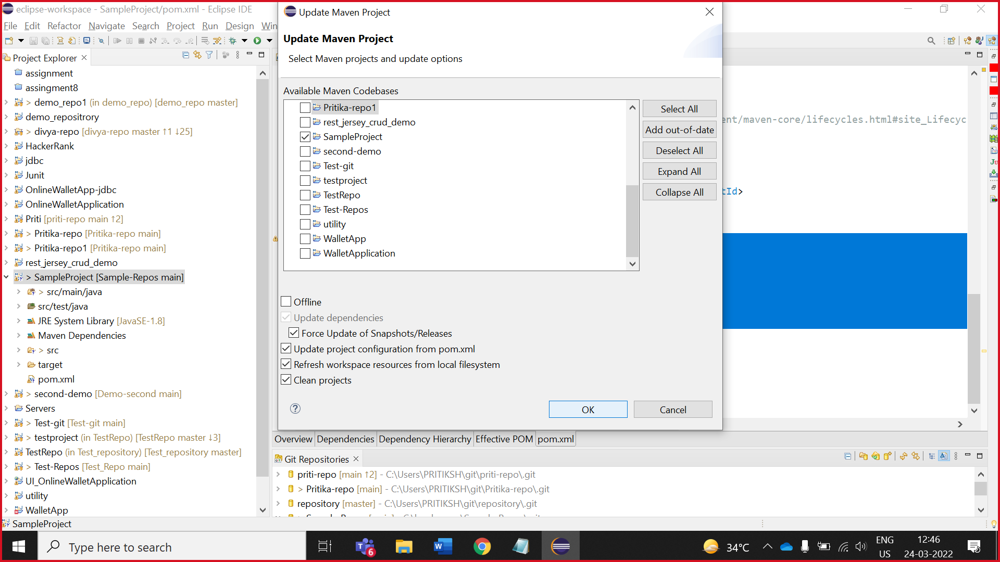 eclipse-workspace - SampleProject/pom.xml - Eclipse IDE
File Edit Refactor Navigate Search Project Run Design Win
Project Explorer
assignment
assingment8
> demo_repo1 (in demo_repo) [demo_repo master]
demo_repositrory
> divya-repo [divya-repo master ↑1 ↓25]
HackerRank
jdbc
Junit
OnlineWalletApp-jdbc
OnlineWalletApplication
Priti [priti-repo main ↑2]
> Pritika-repo [Pritika-repo main]
> Pritika-repo1 [Pritika-repo main]
rest_jersey_crud_demo
> SampleProject [Sample-Repos main]
> src/main/java
src/test/java
JRE System Library [JavaSE-1.8]
Maven Dependencies
> src
target
pom.xml
> second-demo [Demo-second main]
Servers
> Test-git [Test-git main]
> testproject (in TestRepo) [TestRepo master ↓3]
TestRepo (in Test_repository) [Test_repository master]
> Test-Repos [Test_Repo main]
UI_OnlineWalletApplication
utility
WalletApp
SampleProject
Update Maven Project
Update Maven Project
Select Maven projects and update options
Available Maven Codebases
Pritika-repo1
rest_jersey_crud_demo
SampleProject
second-demo
Test-git
testproject
TestRepo
Test-Repos
utility
WalletApp
WalletApplication
Select All
Add out-of-date
Deselect All
Expand All
Collapse All
Offline
Update dependencies
Force Update of Snapshots/Releases
Update project configuration from pom.xml
Refresh workspace resources from local filesystem
Clean projects
OK Cancel
ent/maven-core/lifecycles.html#site_Lifecyc
tId>
Overview Dependencies Dependency Hierarchy Effective POM pom.xml
Git Repositories
priti-repo [main ↑2] - C:\Users\PRITIKSH\git\priti-repo\.git
> Pritika-repo [main] - C:\Users\PRITIKSH\git\Pritika-repo\.git
repository [master] - C:\Users\PRITIKSH\git\repository\.git
Type here to search
6
34°C
ENG
US
12:46
24-03-2022